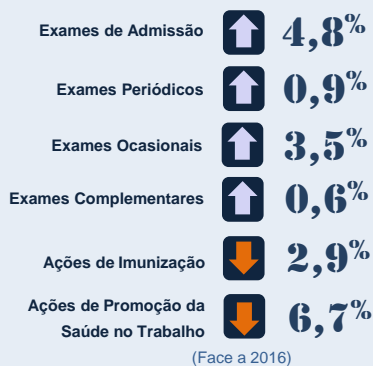 Exames de Admissão 4,8%
Exames Periódicos 0,9%
Exames Ocasionais 3,5%
Exames Complementares 0,6%
Ações de Imunização 2,9%
Ações de Promoção da
Saúde no Trabalho 6,7%
(Face a 2016)